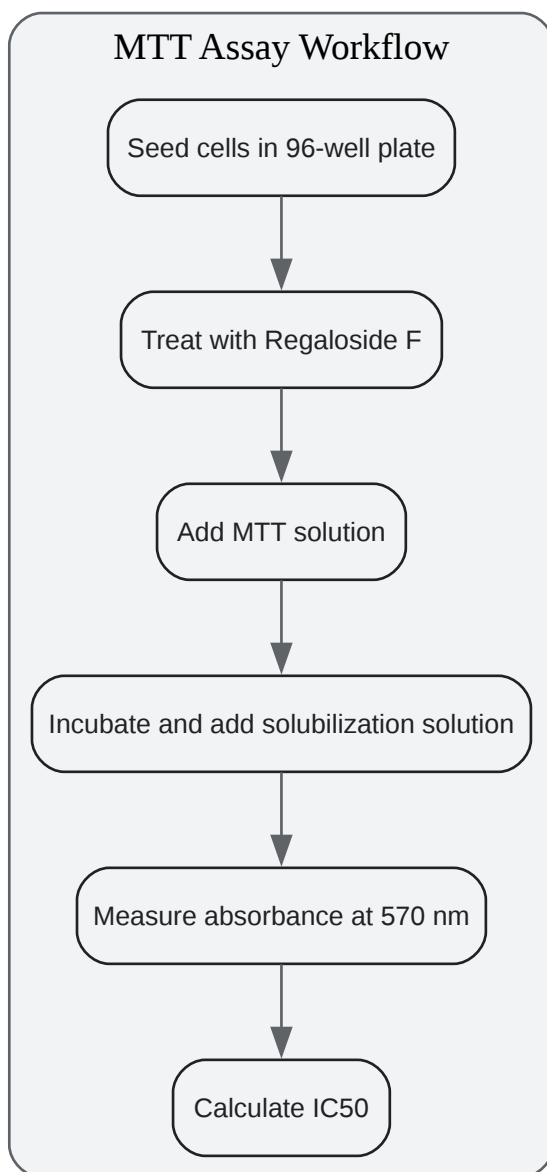 MTT Assay Workflow
Seed cells in 96-well plate
Treat with Regaloside F
Add MTT solution
Incubate and add solubilization solution
Measure absorbance at 570 nm
Calculate IC50